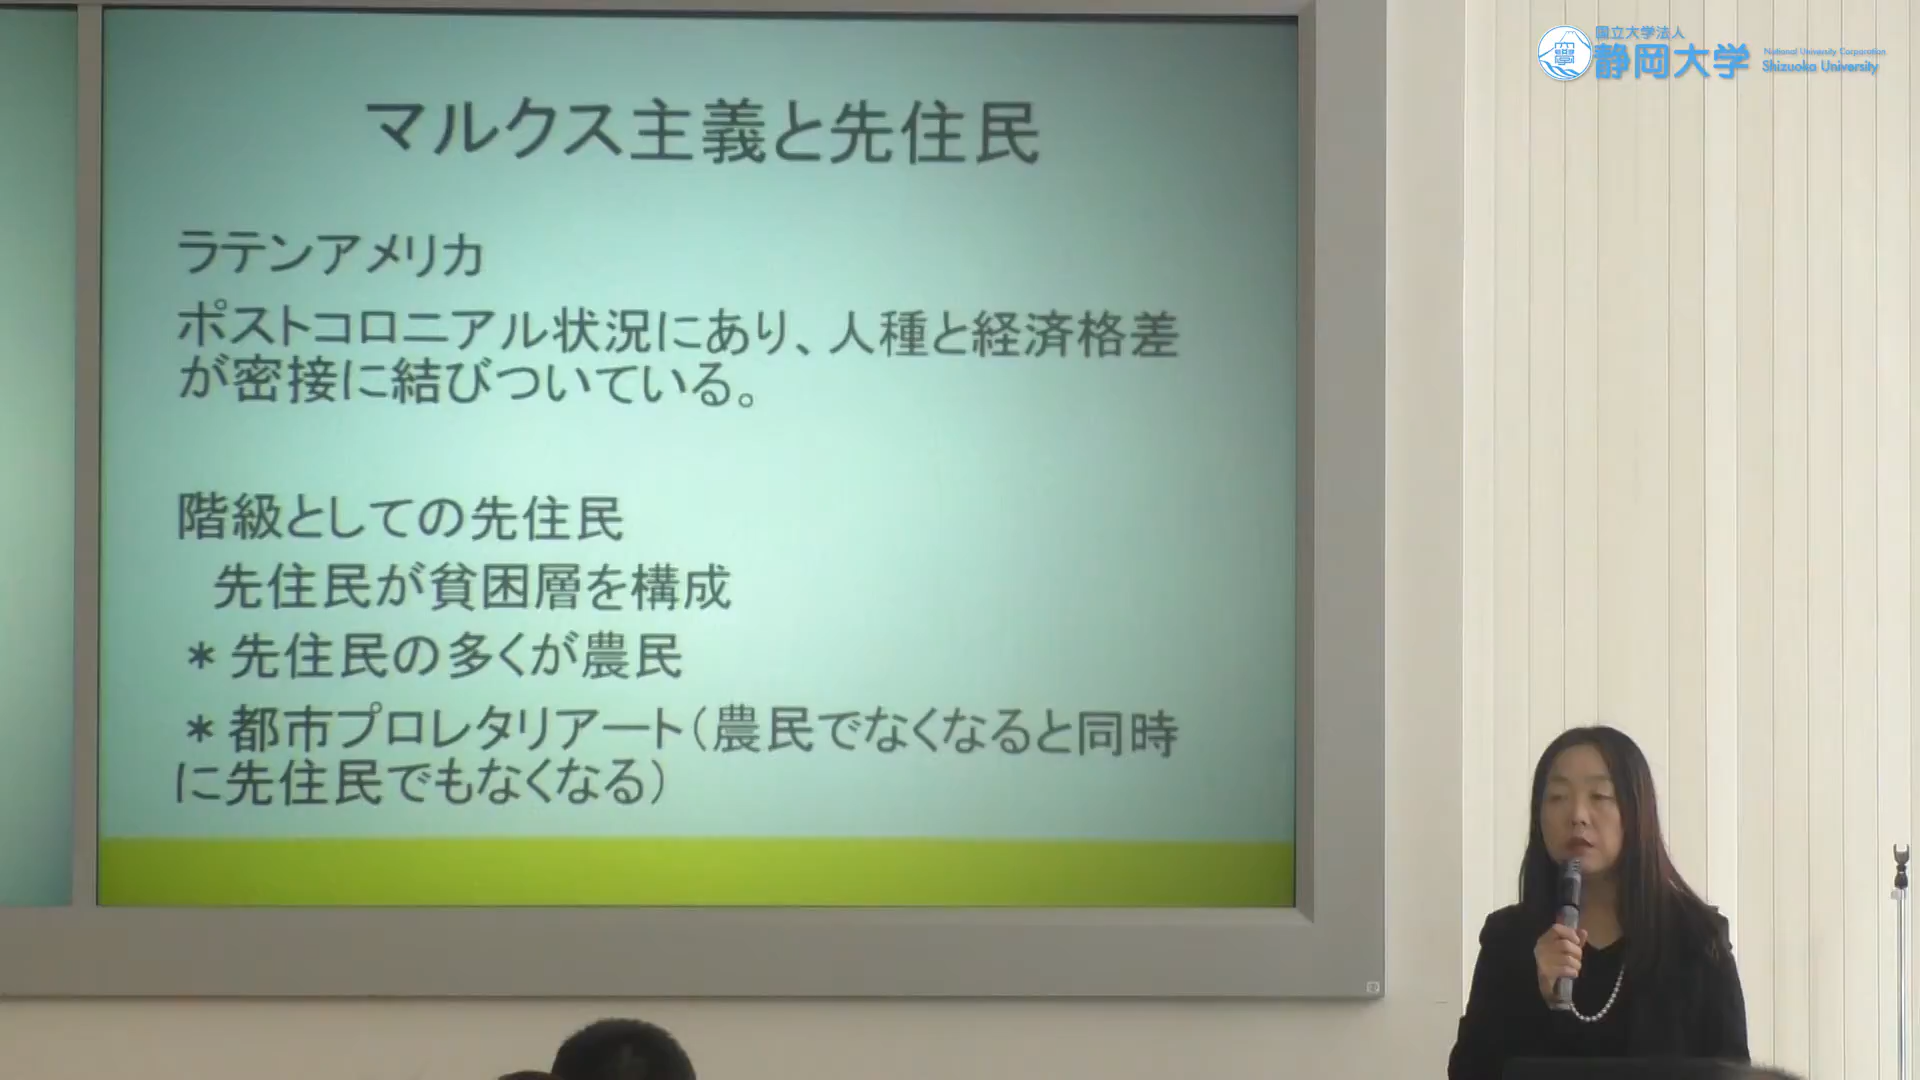 マルクス主義と先住民
ラテンアメリカ
ポストコロニアル状況にあり、人種と経済格差
が密接に結びついている。
階級としての先住民
先住民が貧困層を構成
＊先住民の多くが農民
＊都市プロレタリアート（農民でなくなると同時
に先住民でもなくなる）
国立大学法人
静岡大学
National University Corporation
Shizuoka University